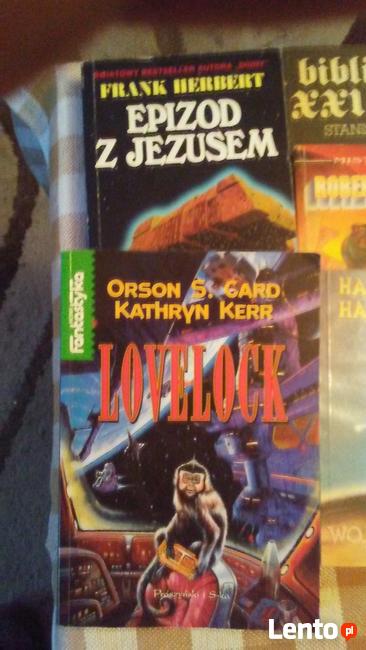 ŚWIATOWY BESTSELLER AUTORA „DIUNY"
FRANK HERBERT
EPIZOD
Z JEZUSEM
bibli
XXI
STANI
MIST
ROBER
Fantastyka
ORSON S. CARD
KATHRYN KERR
LOVELOCK
HA
HA
WOJ
Prószyński i S-ka
Lento.pl